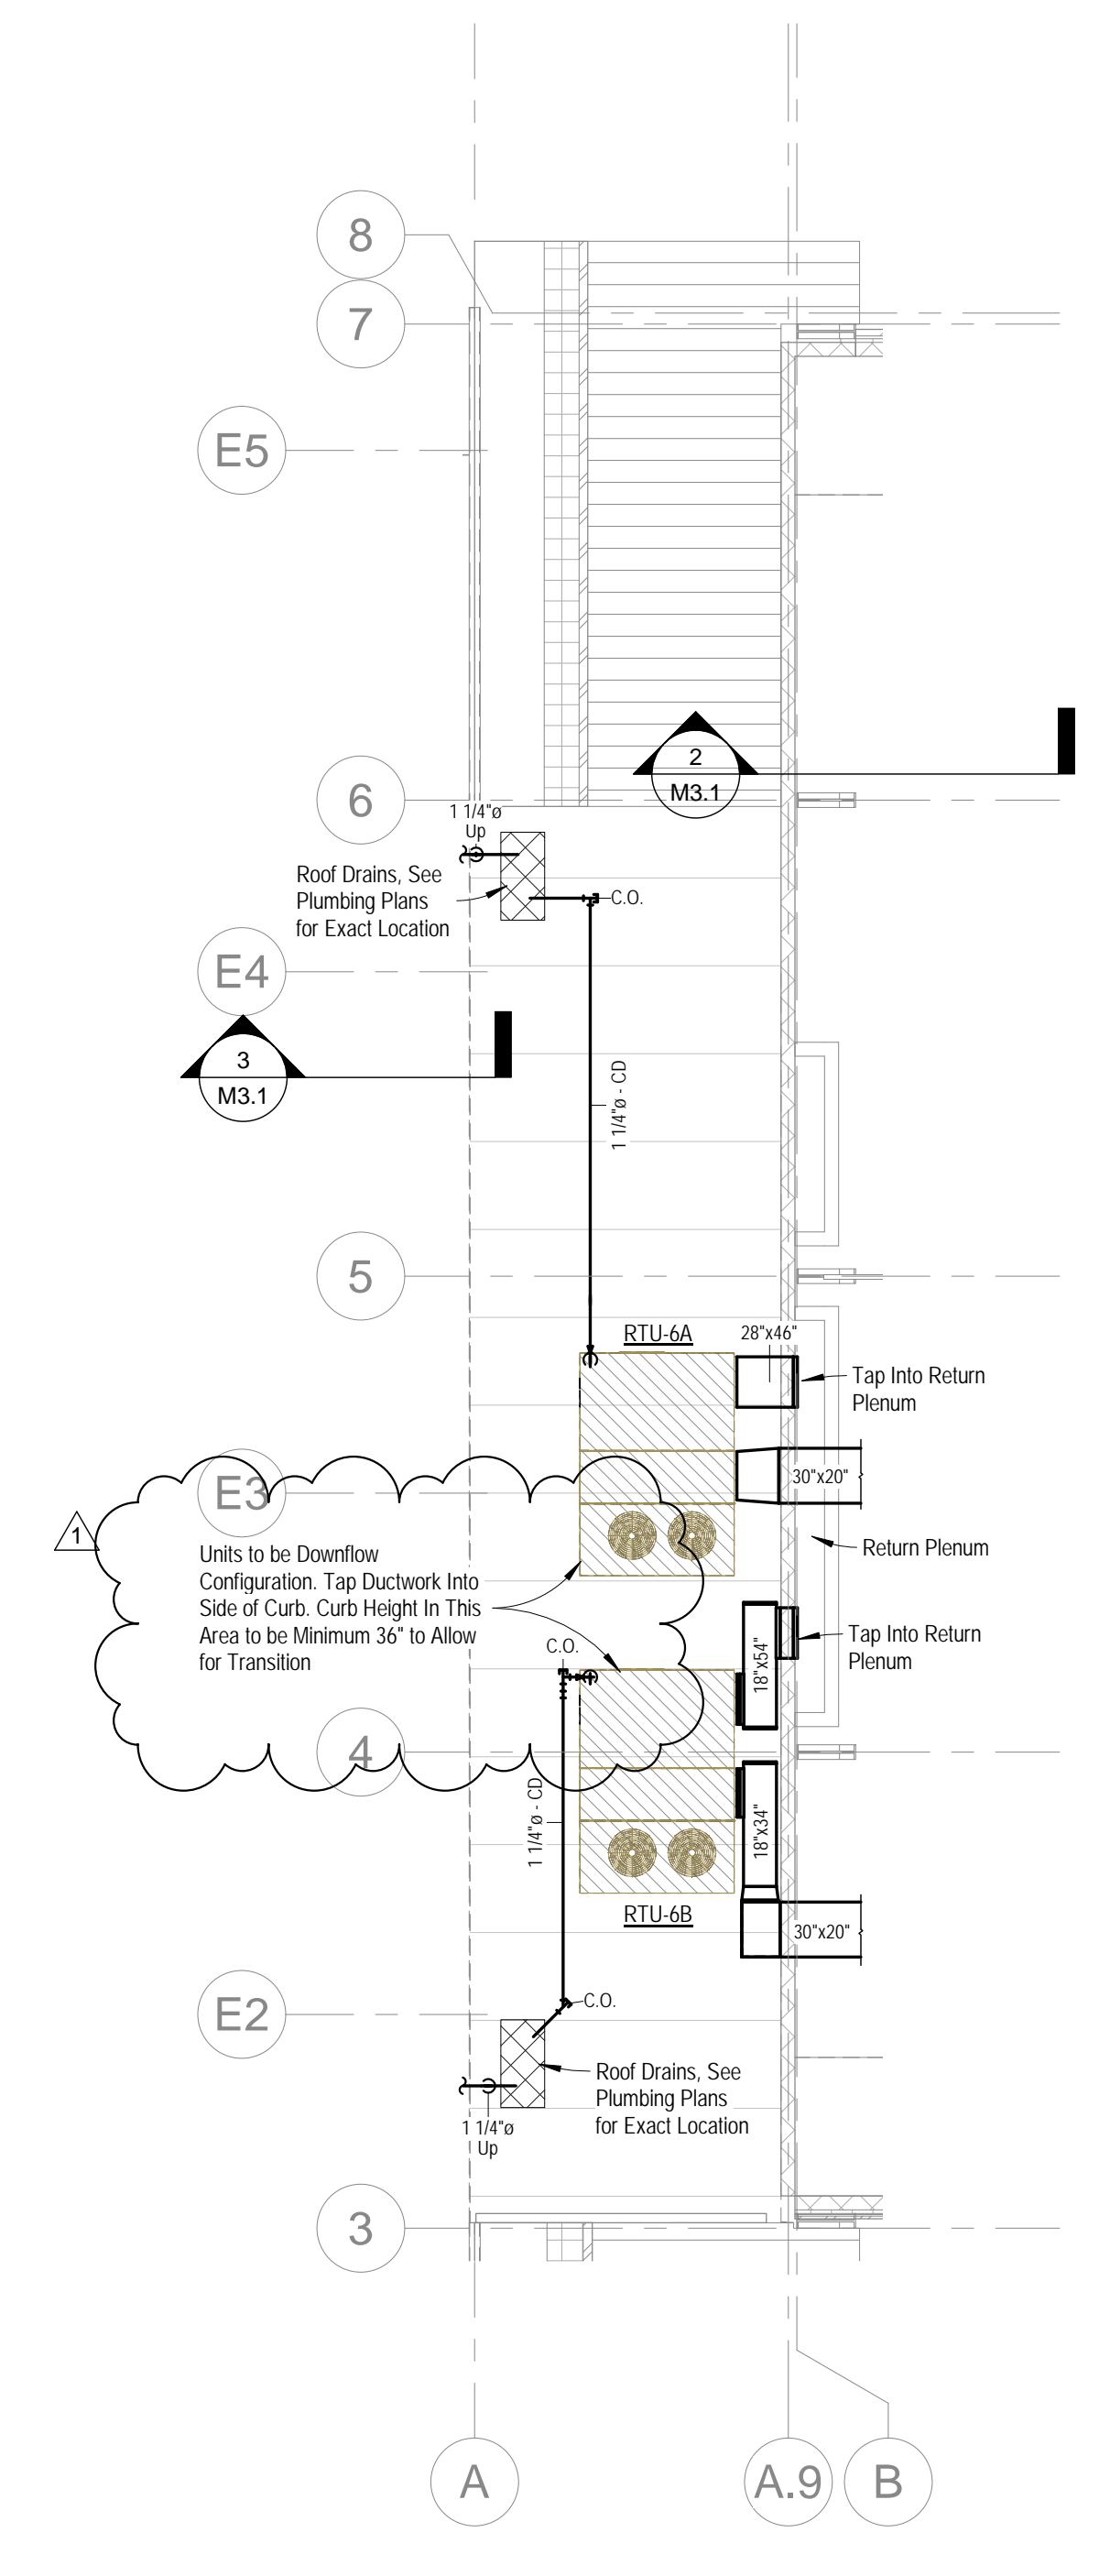 8
7
E5
2
M3.1
6
1 1/4"ø
Up
Roof Drains, See
Plumbing Plans
for Exact Location
C.O.
E4
3
M3.1
1 1/4"ø - CD
5
RTU-6A
28"x46"
Tap Into Return
Plenum
30"x20"
E3
1
Return Plenum
Units to be Downflow
Configuration. Tap Ductwork Into
Side of Curb. Curb Height In This
Area to be Minimum 36" to Allow
for Transition
Tap Into Return
Plenum
C.O.
18"x54"
4
1 1/4"ø - CD
18"x34"
RTU-6B
30"x20"
C.O.
E2
Roof Drains, See
Plumbing Plans
for Exact Location
1 1/4"ø
Up
3
A
A.9
B